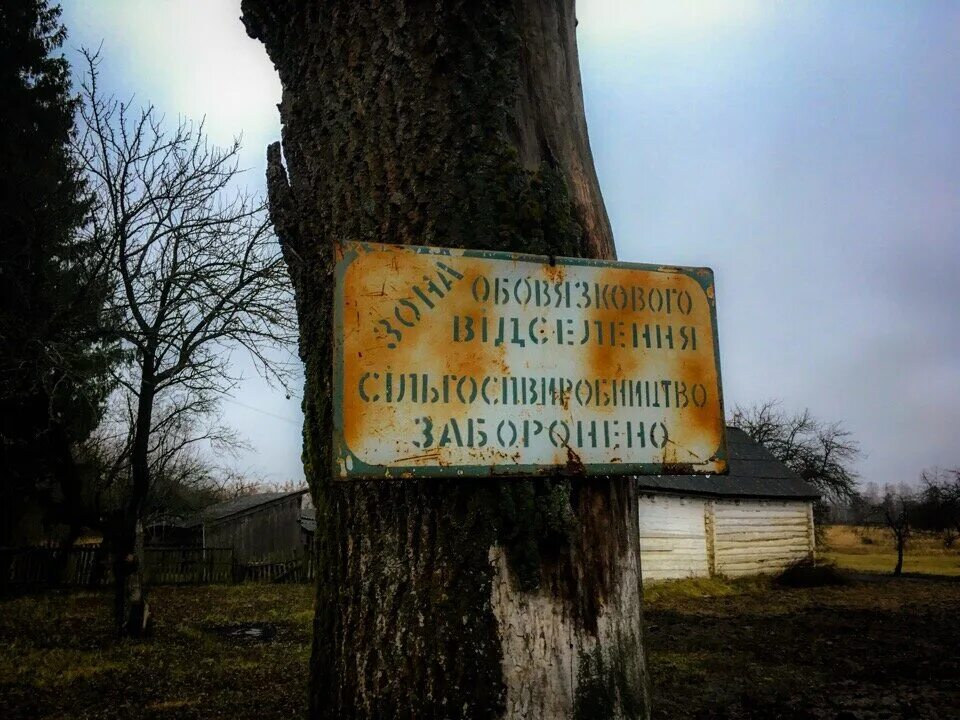 ЗОНА ОБОВЯЗКОВОГО
ВІДСЕЛЕННЯ
СІЛЬГОСПВИРОБНИЦТВО
ЗАБОРОНЕНО